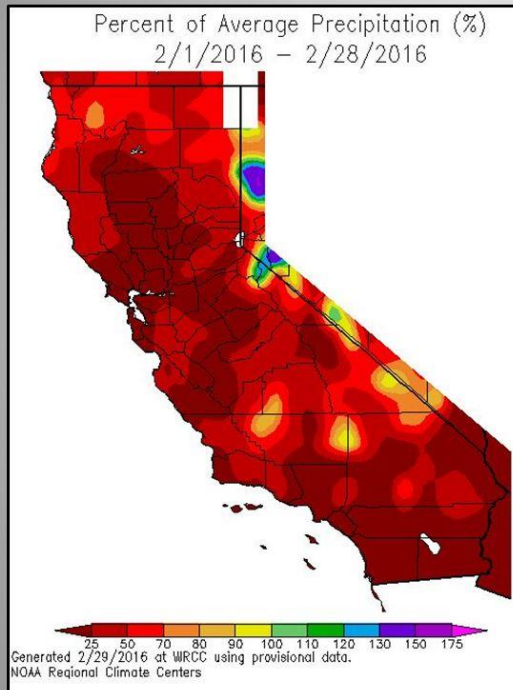 Percent of Average Precipitation (%)
2/1/2016 – 2/28/2016
25 50 70 80 90 100 110 120 130 150 175
Generated 2/29/2016 at WRCC using provisional data.
NOAA Regional Climate Centers